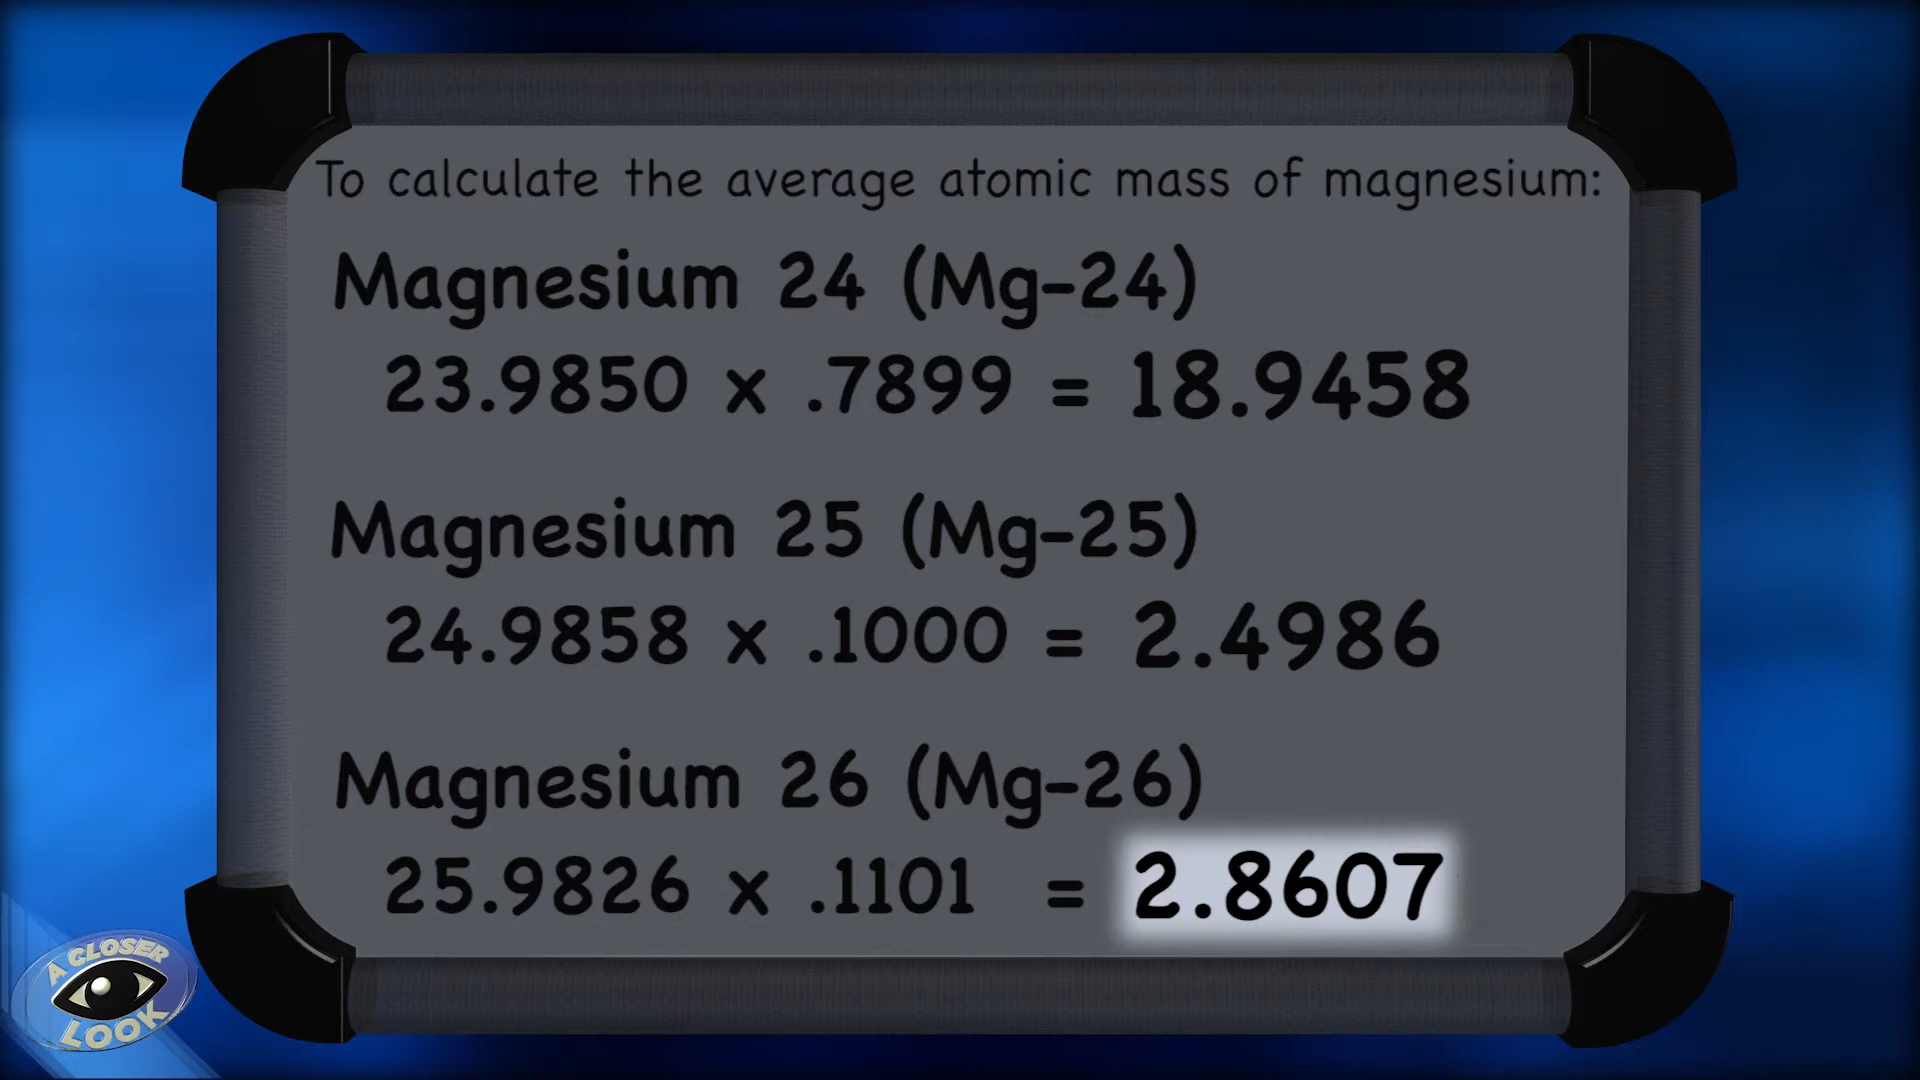 To calculate the average atomic mass of magnesium:
Magnesium 24 (Mg-24)
23.9850 x .7899 = 18.9458
Magnesium 25 (Mg-25)
24.9858 x .1000 = 2.4986
Magnesium 26 (Mg-26)
25.9826 x .1101 = 2.8607
A CLOSER
LOOK